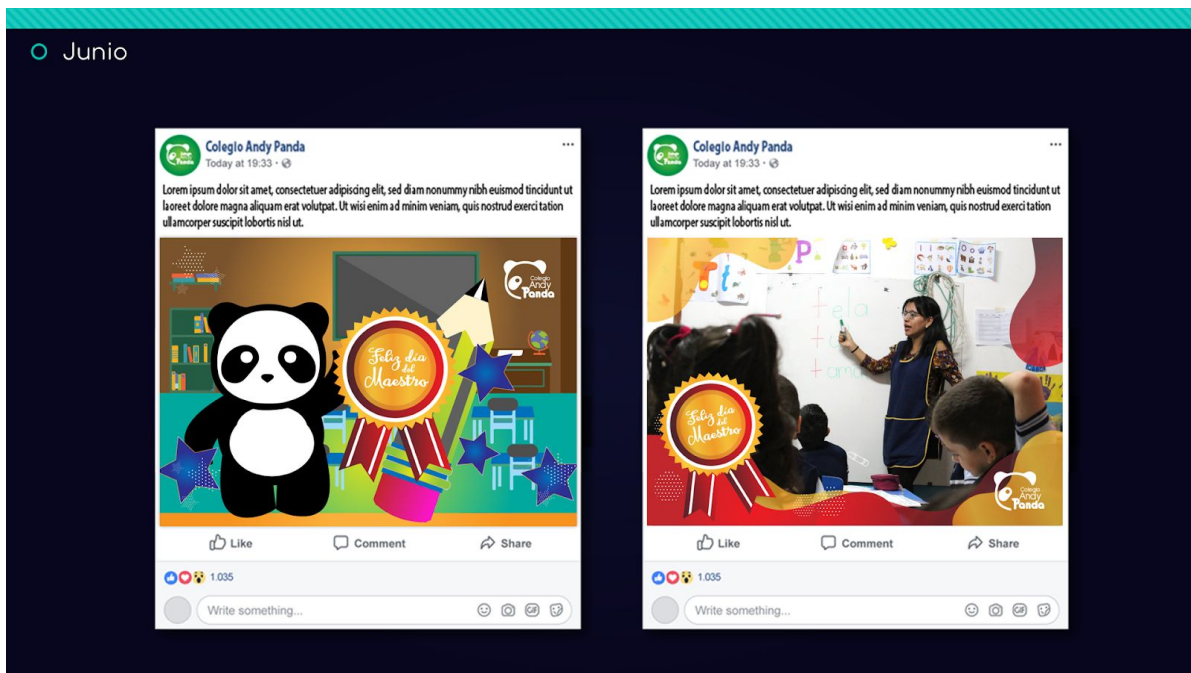 Junio
Colegio Andy Panda
Today at 19:33
Lorem ipsum dolor sit amet, consectetuer adipiscing elit, sed diam nonummy nibh euismod tincidunt ut
laoreet dolore magna aliquam erat volutpat. Ut wisi enim ad minim veniam, quis nostrud exerci tation
ullamcorper suscipit lobortis nisl ut.
Colegio
Andy
Panda
Feliz día
del
Maestro
Like Comment Share
1.035
Write something...
GIF
Colegio Andy Panda
Today at 19:33
Lorem ipsum dolor sit amet, consectetuer adipiscing elit, sed diam nonummy nibh euismod tincidunt ut
laoreet dolore magna aliquam erat volutpat. Ut wisi enim ad minim veniam, quis nostrud exerci tation
ullamcorper suscipit lobortis nisl ut.
P
T t
tela
tama
Feliz día
del
Maestro
Colegio
Andy
Panda
Like Comment Share
1.035
Write something...
GIF